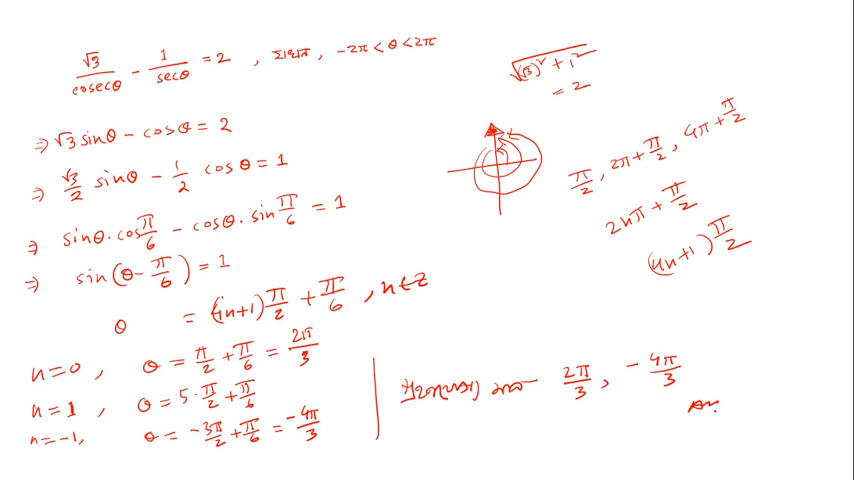 √3/cosecθ − 1/secθ = 2 , যখন, −2π < θ < 2π
⇒ √3 sinθ − cosθ = 2
⇒ √3/2 sinθ − 1/2 cosθ = 1
⇒ sinθ·cos π/6 − cosθ·sin π/6 = 1
⇒ sin(θ − π/6) = 1
θ = (4n+1) π/2 + π/6 , n∈Z
n=0, θ = π/2 + π/6 = 2π/3
n=1, θ = 5·π/2 + π/6
n=−1, θ = −3π/2 + π/6 = −4π/3
√((√3)² + 1²)
= 2
π/2, 2π + π/2, 4π + π/2
2nπ + π/2
(4n+1) π/2
মান 2π/3, −4π/3
Ans.